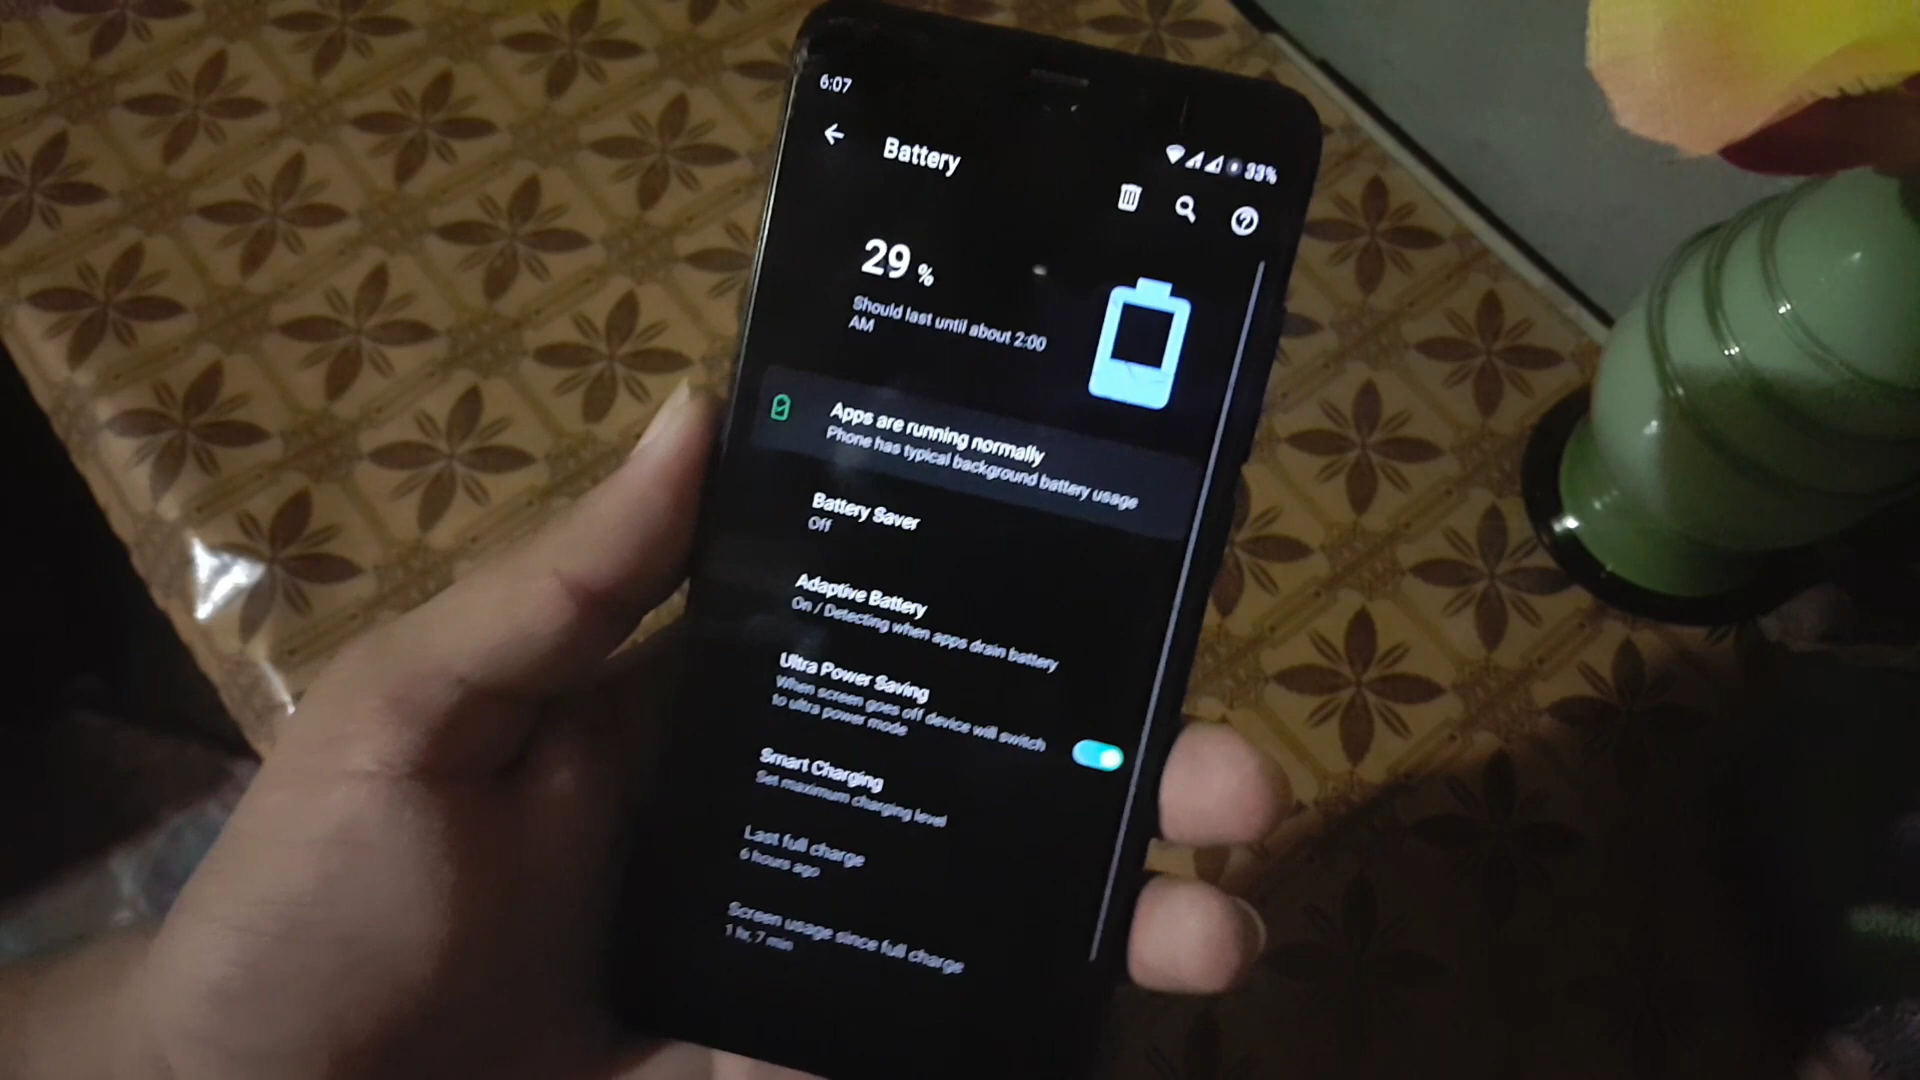 6:07
33%
Battery
29 %
Should last until about 2:00
AM
Apps are running normally
Phone has typical background battery usage
Battery Saver
Off
Adaptive Battery
On / Detecting when apps drain battery
Ultra Power Saving
When screen goes off device will switch
to ultra power mode
Smart Charging
Set maximum charging level
Last full charge
6 hours ago
Screen usage since full charge
1 hr, 7 min